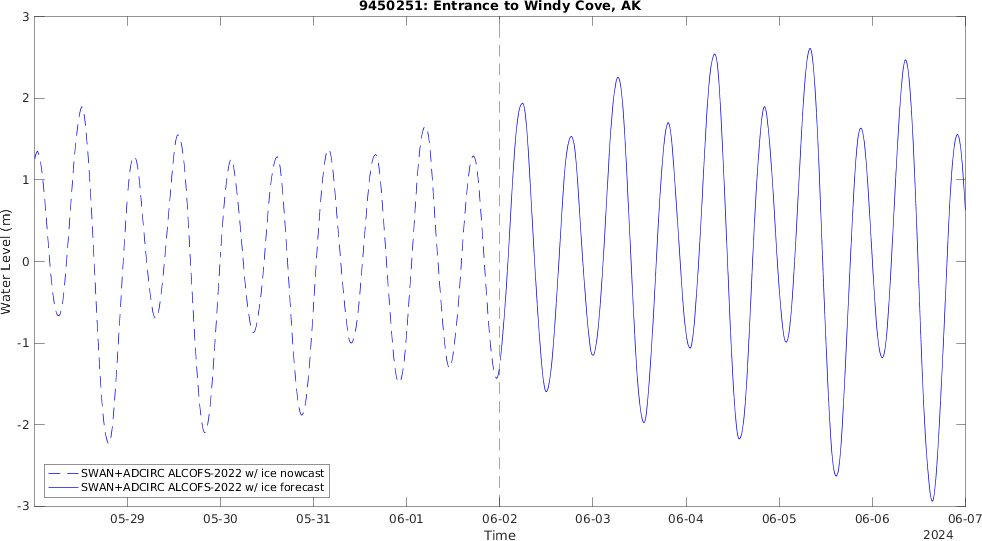 9450251: Entrance to Windy Cove, AK
3
2
1
0
-1
-2
-3
Water Level (m)
SWAN+ADCIRC ALCOFS-2022 w/ ice nowcast
SWAN+ADCIRC ALCOFS-2022 w/ ice forecast
05-29 05-30 05-31 06-01 06-02 06-03 06-04 06-05 06-06 06-07
Time
2024